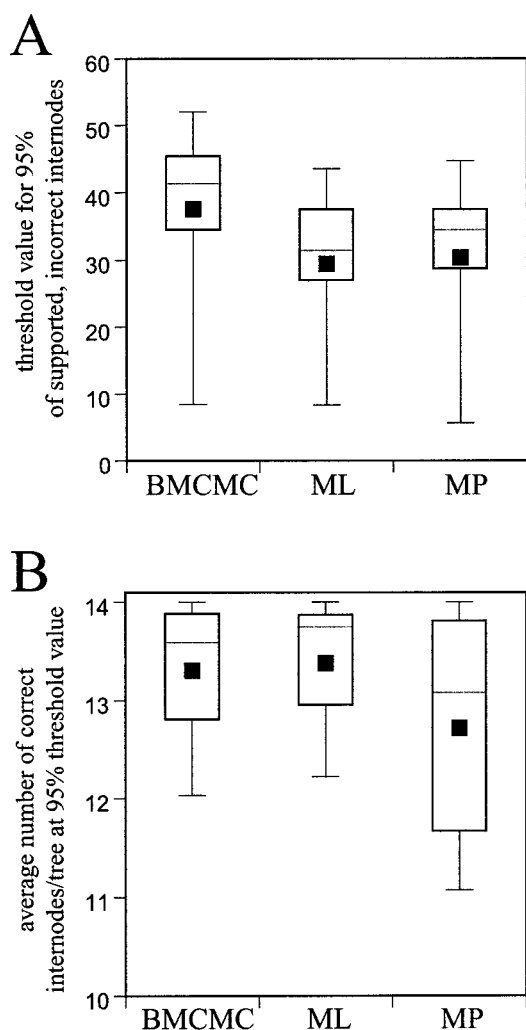 A
threshold value for 95%
of supported, incorrect internodes
60
50
40
30
20
10
0
BMCMC ML MP
B
average number of correct
internodes/tree at 95% threshold value
14
13
12
11
10
BMCMC ML MP